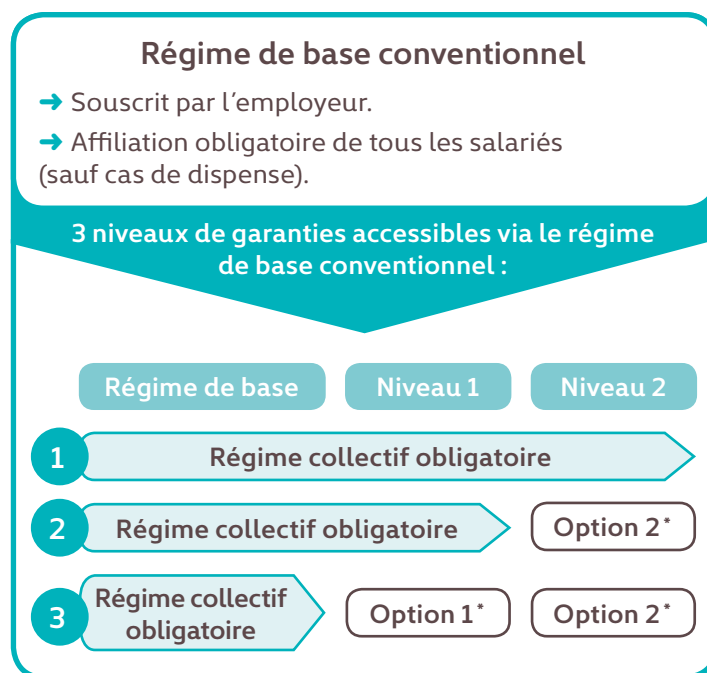 Régime de base conventionnel
➜ Souscrit par l’employeur.
➜ Affiliation obligatoire de tous les salariés
(sauf cas de dispense).
3 niveaux de garanties accessibles via le régime
de base conventionnel :
Régime de base Niveau 1 Niveau 2
1 Régime collectif obligatoire
2 Régime collectif obligatoire Option 2*
3 Régime collectif
obligatoire Option 1* Option 2*